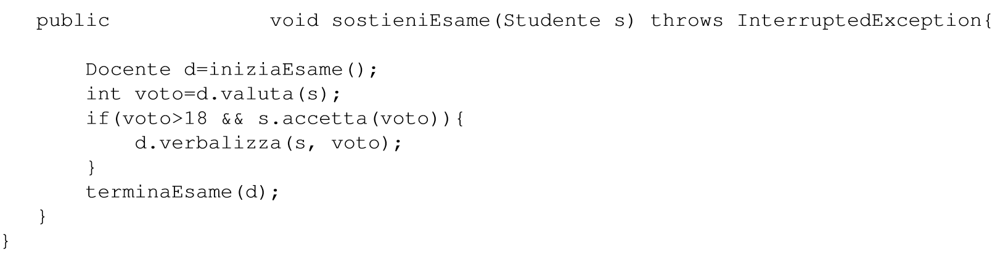 public void sostieniEsame(Studente s) throws InterruptedException{
Docente d=iniziaEsame();
int voto=d.valuta(s);
if(voto>18 && s.accetta(voto)){
d.verbalizza(s, voto);
}
terminaEsame(d);
}
}